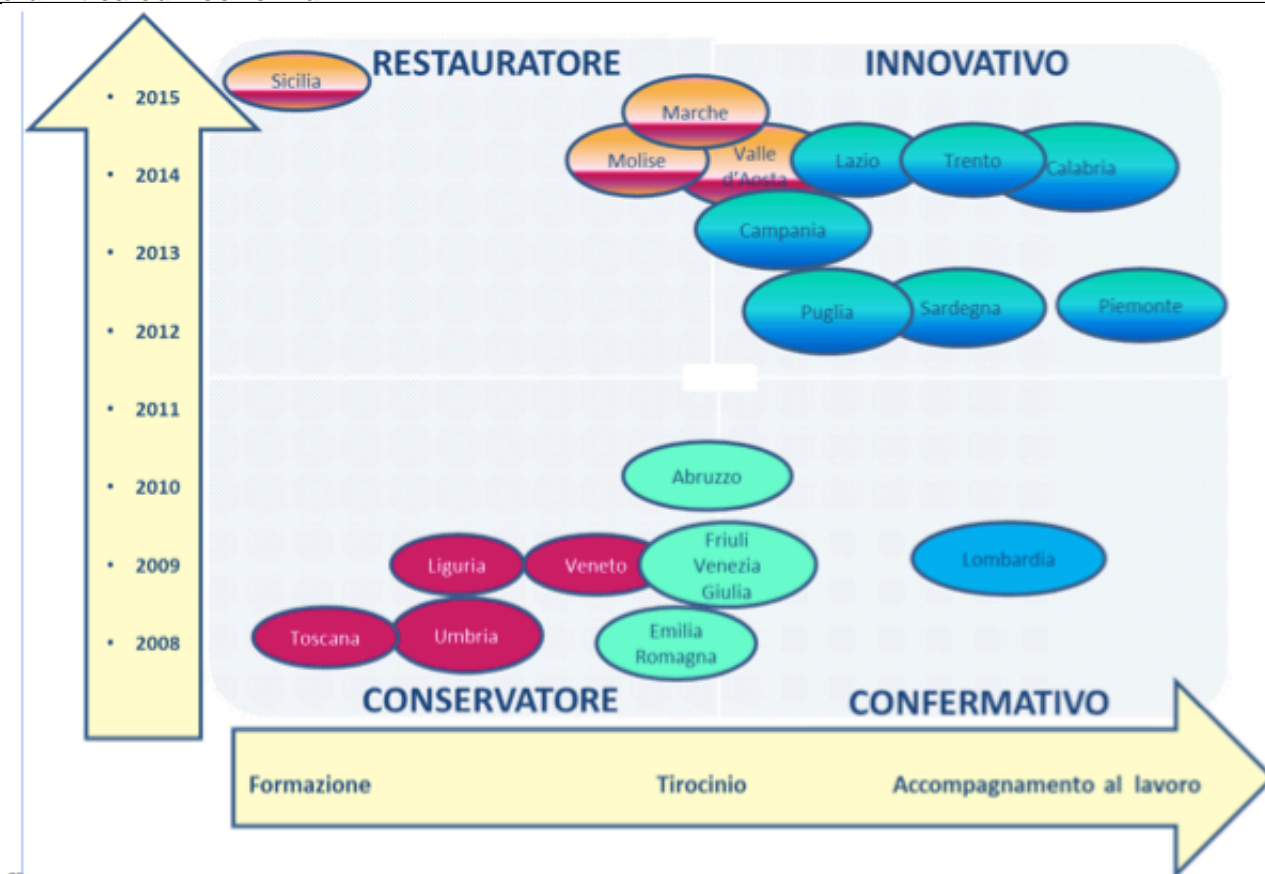 RESTAURATORE
INNOVATIVO
Sicilia
• 2015
Marche
Molise
Valle
d'Aosta
Lazio
Trento
Calabria
• 2014
Campania
• 2013
Puglia
Sardegna
Piemonte
• 2012
• 2011
Abruzzo
• 2010
Liguria
Veneto
Friuli
Venezia
Giulia
Lombardia
• 2009
Toscana
Umbria
Emilia
Romagna
• 2008
CONSERVATORE
CONFERMATIVO
Formazione
Tirocinio
Accompagnamento al lavoro